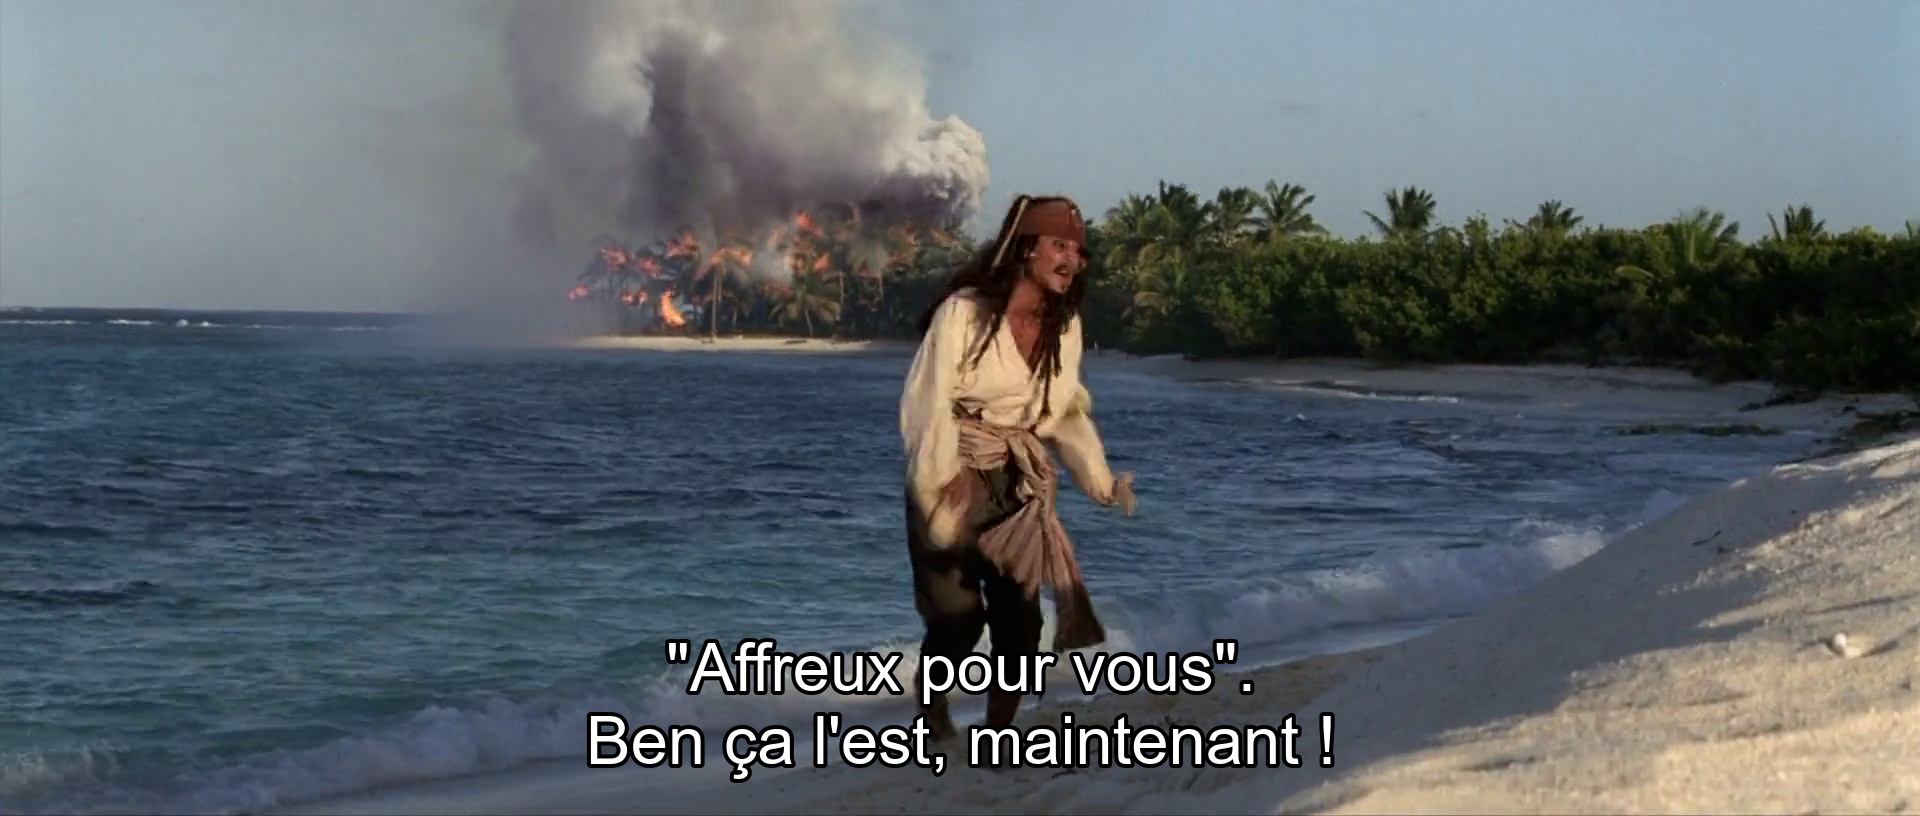 "Affreux pour vous".
Ben ça l'est, maintenant !